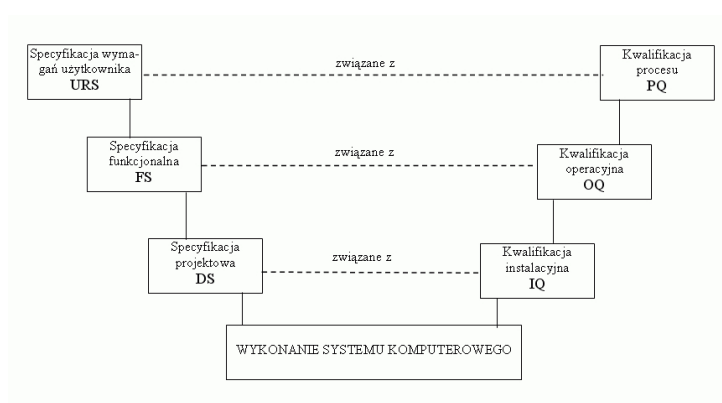 Specyfikacja wyma-
gań użytkownika
URS
związane z
Kwalifikacja
procesu
PQ
Specyfikacja
funkcjonalna
FS
związane z
Kwalifikacja
operacyjna
OQ
Specyfikacja
projektowa
DS
związane z
Kwalifikacja
instalacyjna
IQ
WYKONANIE SYSTEMU KOMPUTEROWEGO